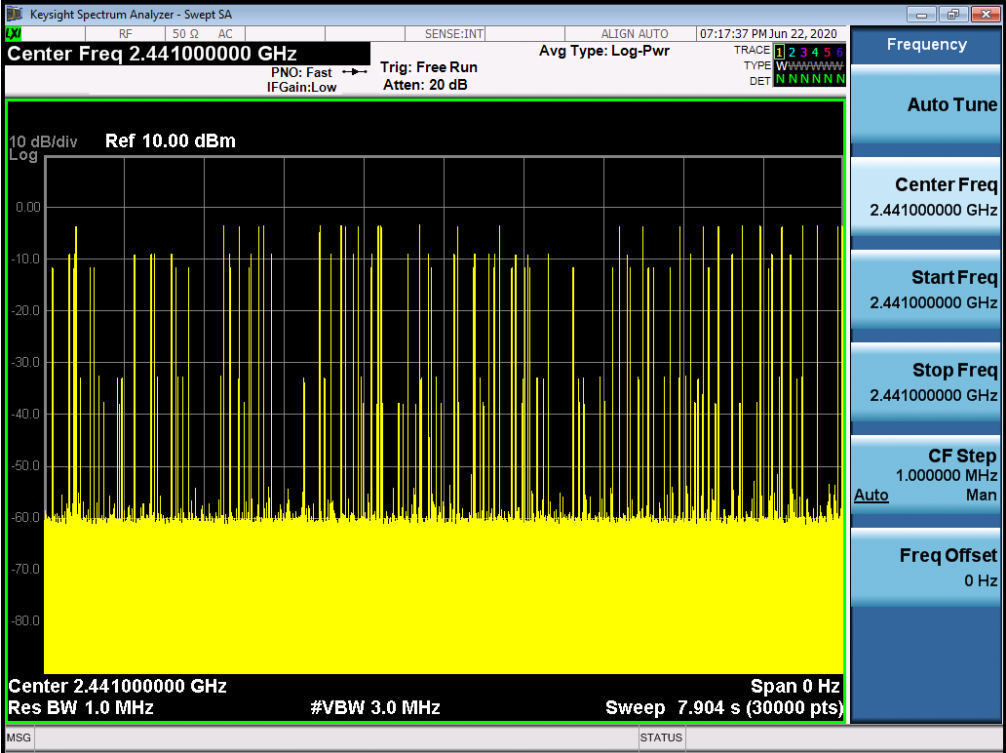 Keysight Spectrum Analyzer - Swept SA
LXI RF 50 Ω AC SENSE:INT ALIGN AUTO 07:17:37 PM Jun 22, 2020
Center Freq 2.441000000 GHz
PNO: Fast
IFGain:Low
Trig: Free Run
Atten: 20 dB
Avg Type: Log-Pwr
TRACE 1 2 3 4 5 6
TYPE W W W W W W
DET N N N N N N
10 dB/div Ref 10.00 dBm
Log
0.00
-10.0
-20.0
-30.0
-40.0
-50.0
-60.0
-70.0
-80.0
Center 2.441000000 GHz Span 0 Hz
Res BW 1.0 MHz #VBW 3.0 MHz Sweep 7.904 s (30000 pts)
MSG STATUS
Frequency
Auto Tune
Center Freq
2.441000000 GHz
Start Freq
2.441000000 GHz
Stop Freq
2.441000000 GHz
CF Step
1.000000 MHz
Auto Man
Freq Offset
0 Hz